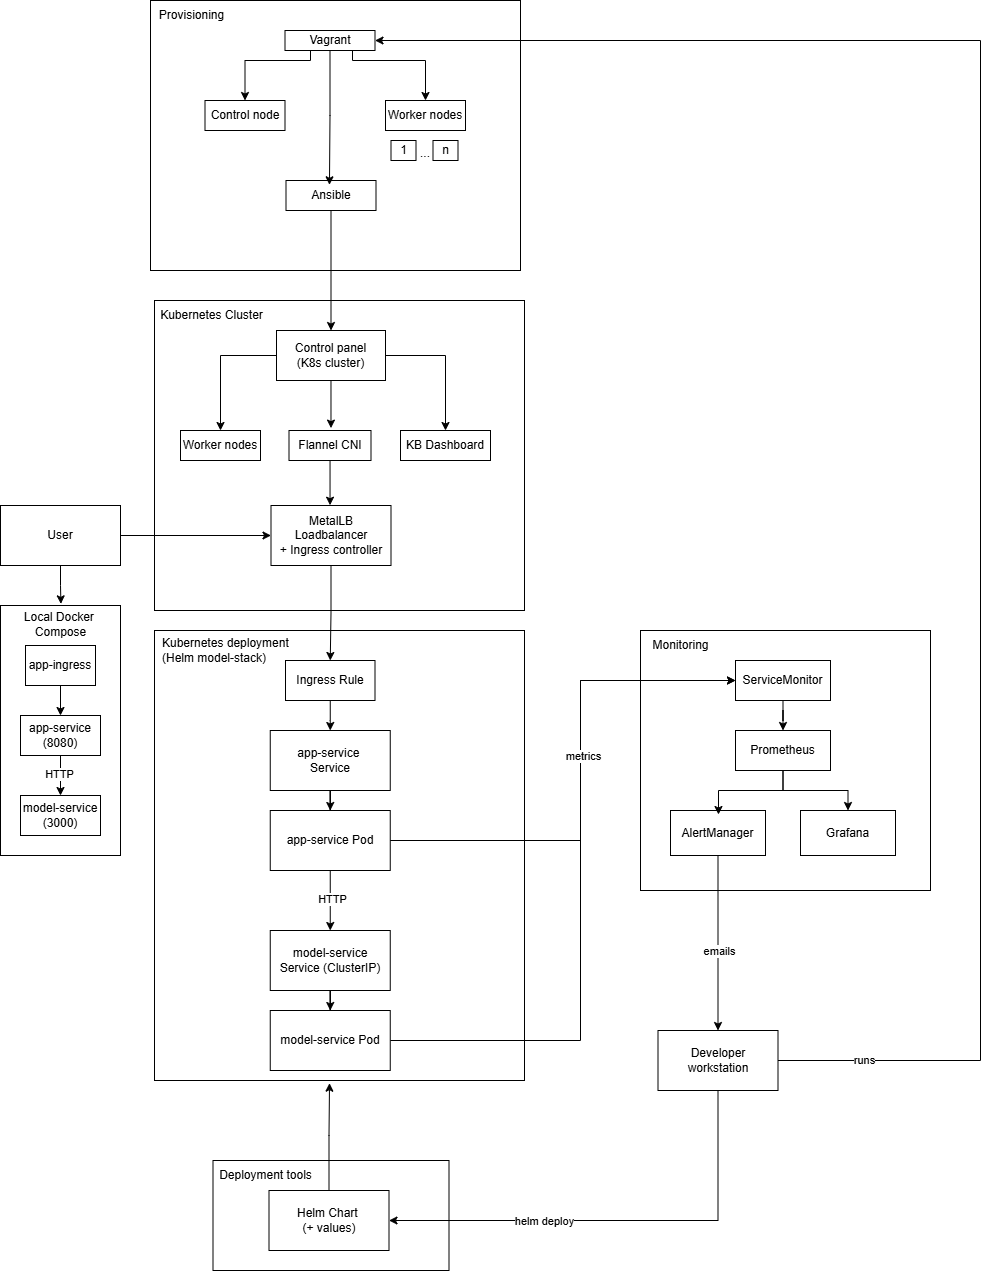 Provisioning
Vagrant
Control node
Worker nodes
1 ... n
Ansible
Kubernetes Cluster
Control panel
(K8s cluster)
Worker nodes
Flannel CNI
KB Dashboard
User
MetalLB
Loadbalancer
+ Ingress controller
Local Docker
Compose
app-ingress
app-service
(8080)
HTTP
model-service
(3000)
Kubernetes deployment
(Helm model-stack)
Ingress Rule
app-service
Service
app-service Pod
HTTP
model-service
Service (ClusterIP)
model-service Pod
metrics
Monitoring
ServiceMonitor
Prometheus
AlertManager
Grafana
emails
Developer
workstation
runs
Deployment tools
Helm Chart
(+ values)
helm deploy